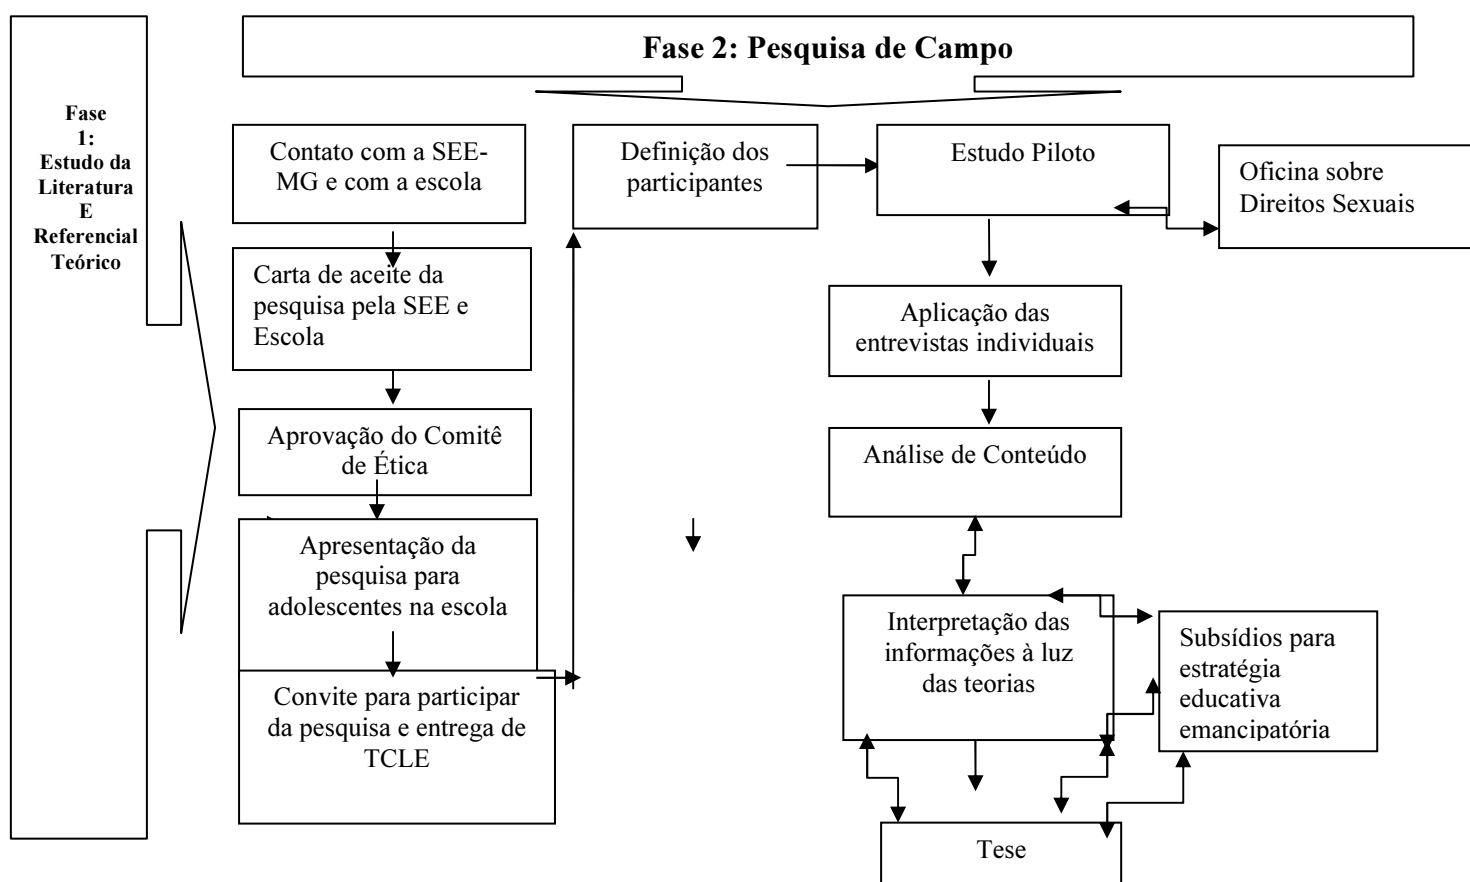 Fase 2: Pesquisa de Campo
Fase
1:
Estudo da
Literatura
E
Referencial
Teórico
Contato com a SEE-
MG e com a escola
Carta de aceite da
pesquisa pela SEE e
Escola
Aprovação do Comitê
de Ética
Apresentação da
pesquisa para
adolescentes na escola
Convite para participar
da pesquisa e entrega de
TCLE
Definição dos
participantes
Estudo Piloto
Oficina sobre
Direitos Sexuais
Aplicação das
entrevistas individuais
Análise de Conteúdo
Interpretação das
informações à luz
das teorias
Subsídios para
estratégia
educativa
emancipatória
Tese